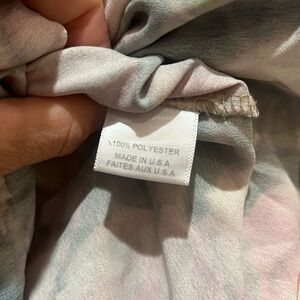 \100% POLYESTER
MADE IN U.S.A.
FAITES AUX U.S.A